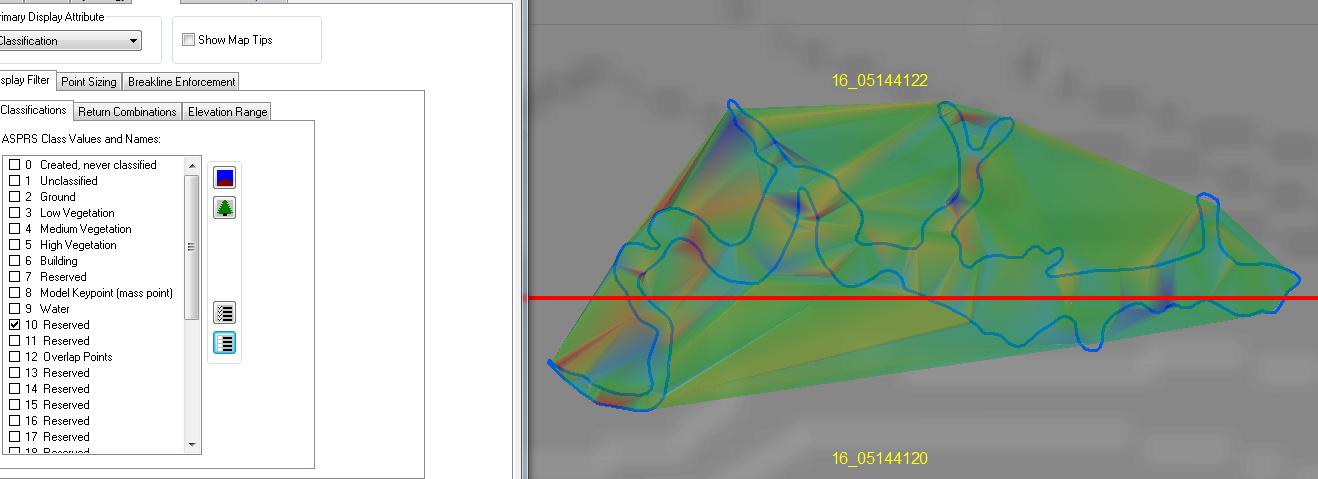 rimary Display Attribute
Classification
Show Map Tips
splay Filter
Point Sizing
Breakline Enforcement
Classifications
Return Combinations
Elevation Range
ASPRS Class Values and Names:
0 Created, never classified
1 Unclassified
2 Ground
3 Low Vegetation
4 Medium Vegetation
5 High Vegetation
6 Building
7 Reserved
8 Model Keypoint (mass point)
9 Water
10 Reserved
11 Reserved
12 Overlap Points
13 Reserved
14 Reserved
15 Reserved
16 Reserved
17 Reserved
16_05144122
16_05144120